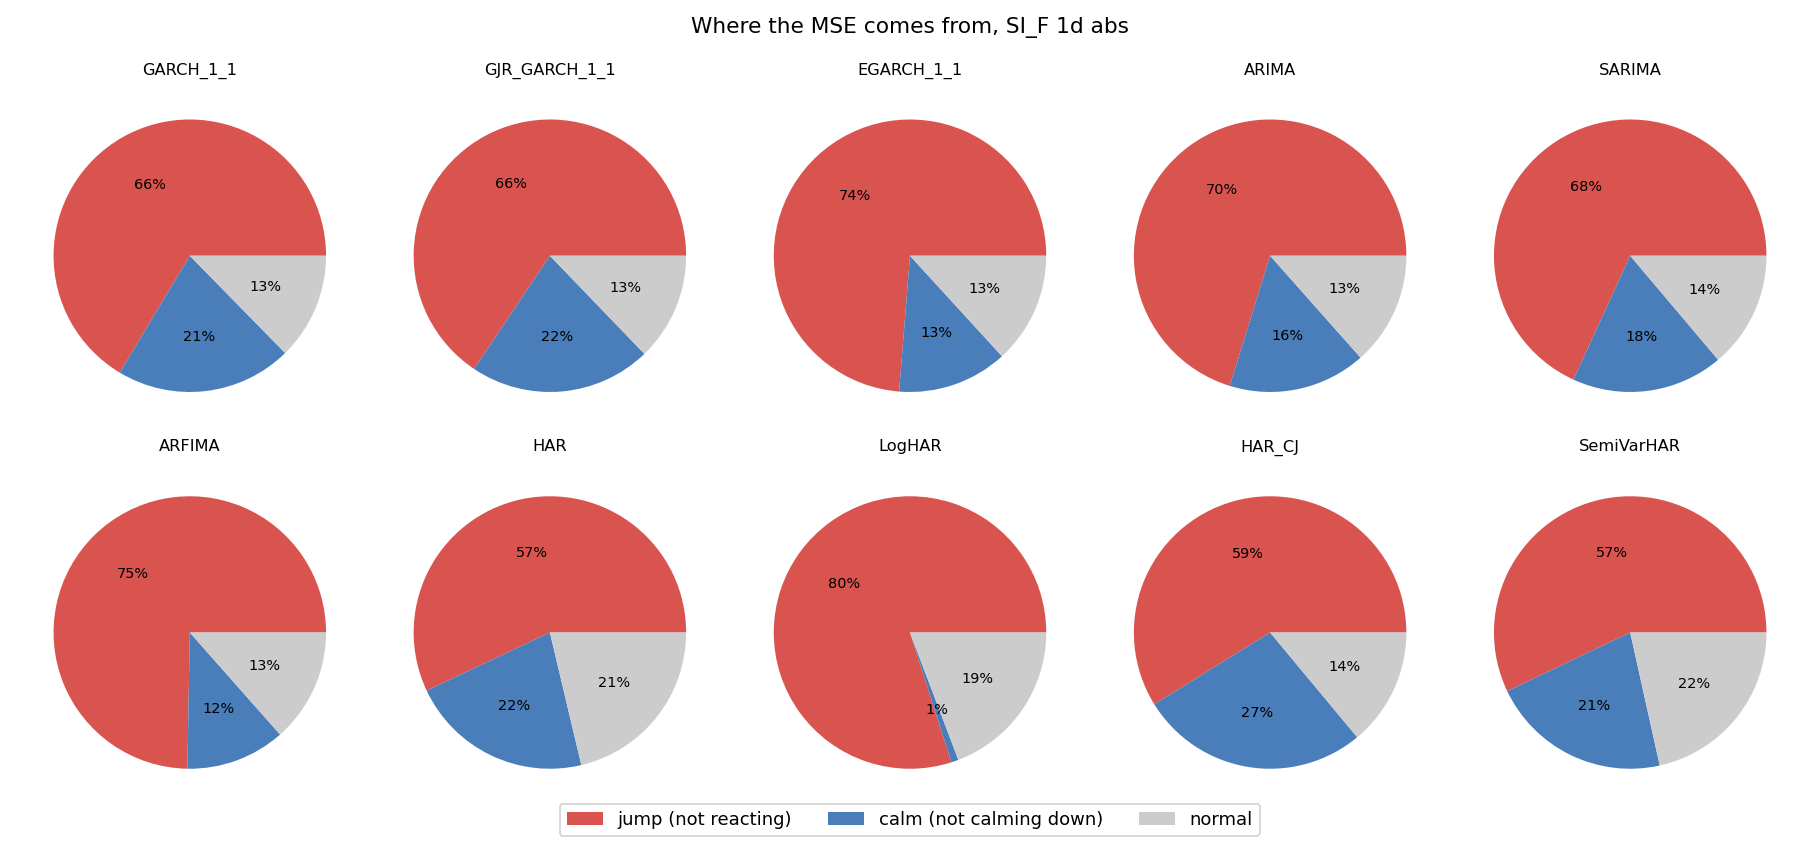 Where the MSE comes from, SI_F 1d abs
GARCH_1_1
GJR_GARCH_1_1
EGARCH_1_1
ARIMA
SARIMA
66%
21%
13%
66%
22%
13%
74%
13%
13%
70%
16%
13%
68%
18%
14%
ARFIMA
HAR
LogHAR
HAR_CJ
SemiVarHAR
75%
12%
13%
57%
22%
21%
80%
1%
19%
59%
27%
14%
57%
21%
22%
jump (not reacting)
calm (not calming down)
normal